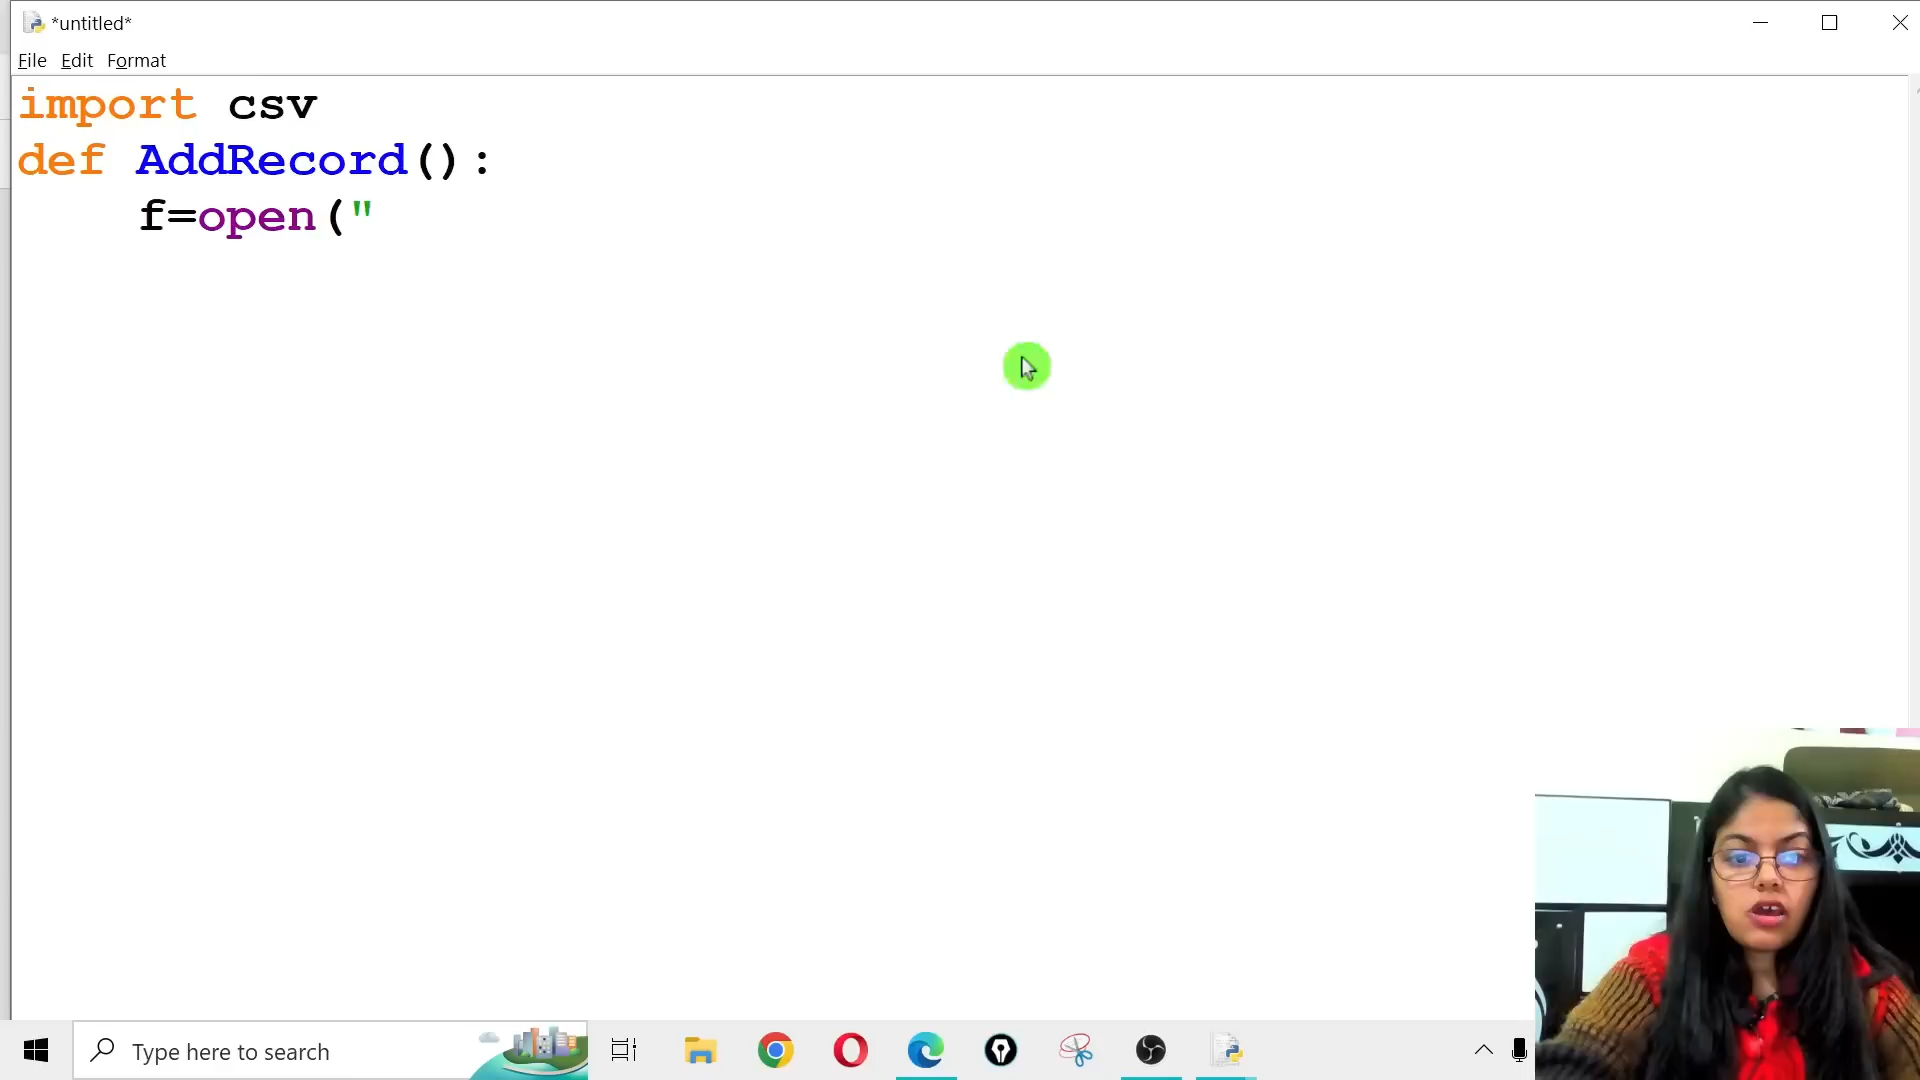 *untitled*
File Edit Format
import csv
def AddRecord():
f=open("
Type here to search